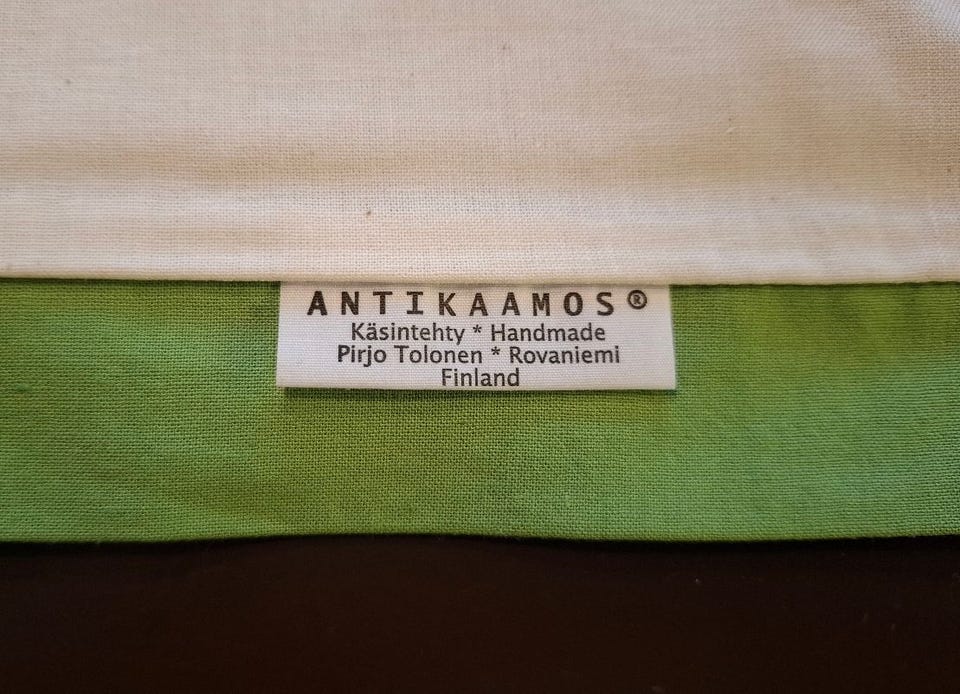 ANTIKAAMOS®
Käsintehty * Handmade
Pirjo Tolonen * Rovaniemi
Finland